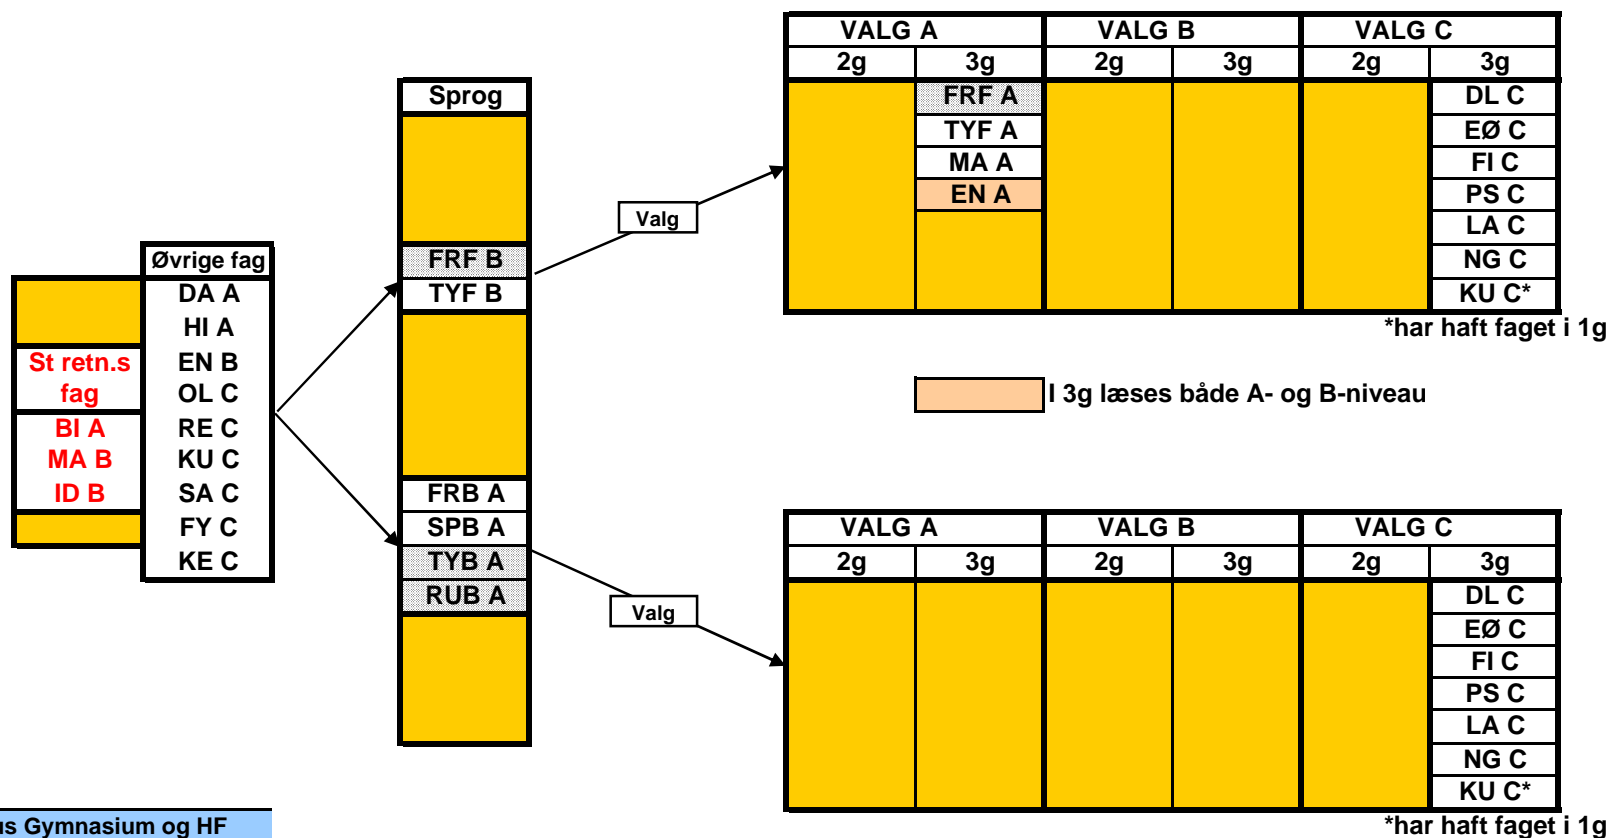 VALG A VALG B VALG C
2g 3g 2g 3g 2g 3g
FRF A DL C
TYF A EØ C
MA A FI C
EN A PS C
LA C
NG C
KU C*
*har haft faget i 1g
I 3g læses både A- og B-niveau
Valg
Sprog
FRF B
TYF B
FRB A
SPB A
TYB A
RUB A
Øvrige fag
DA A
HI A
St retn.s EN B
fag OL C
BI A RE C
MA B KU C
ID B SA C
FY C
KE C
Valg
VALG A VALG B VALG C
2g 3g 2g 3g 2g 3g
DL C
EØ C
FI C
PS C
LA C
NG C
KU C*
*har haft faget i 1g
Gymnasium og HF